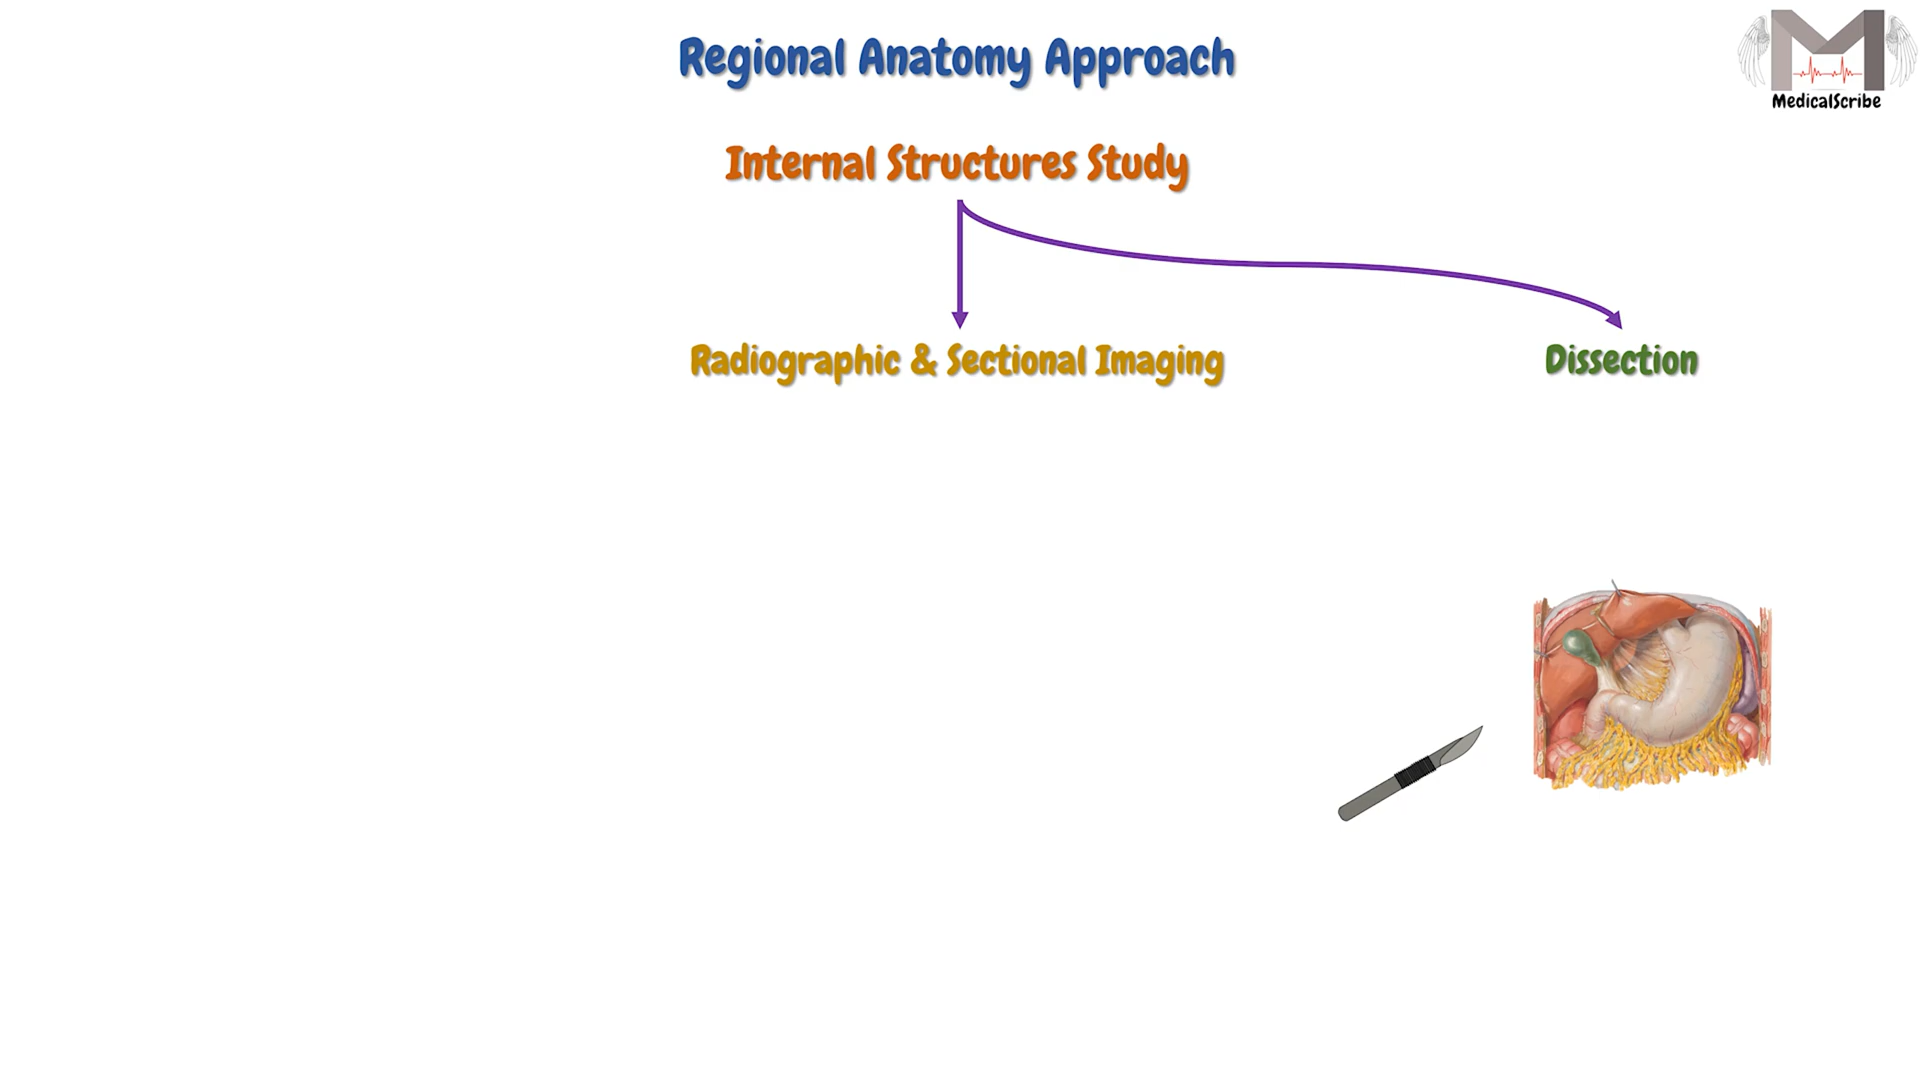 Regional Anatomy Approach
MedicalScribe
Internal Structures Study
Radiographic & Sectional Imaging
Dissection